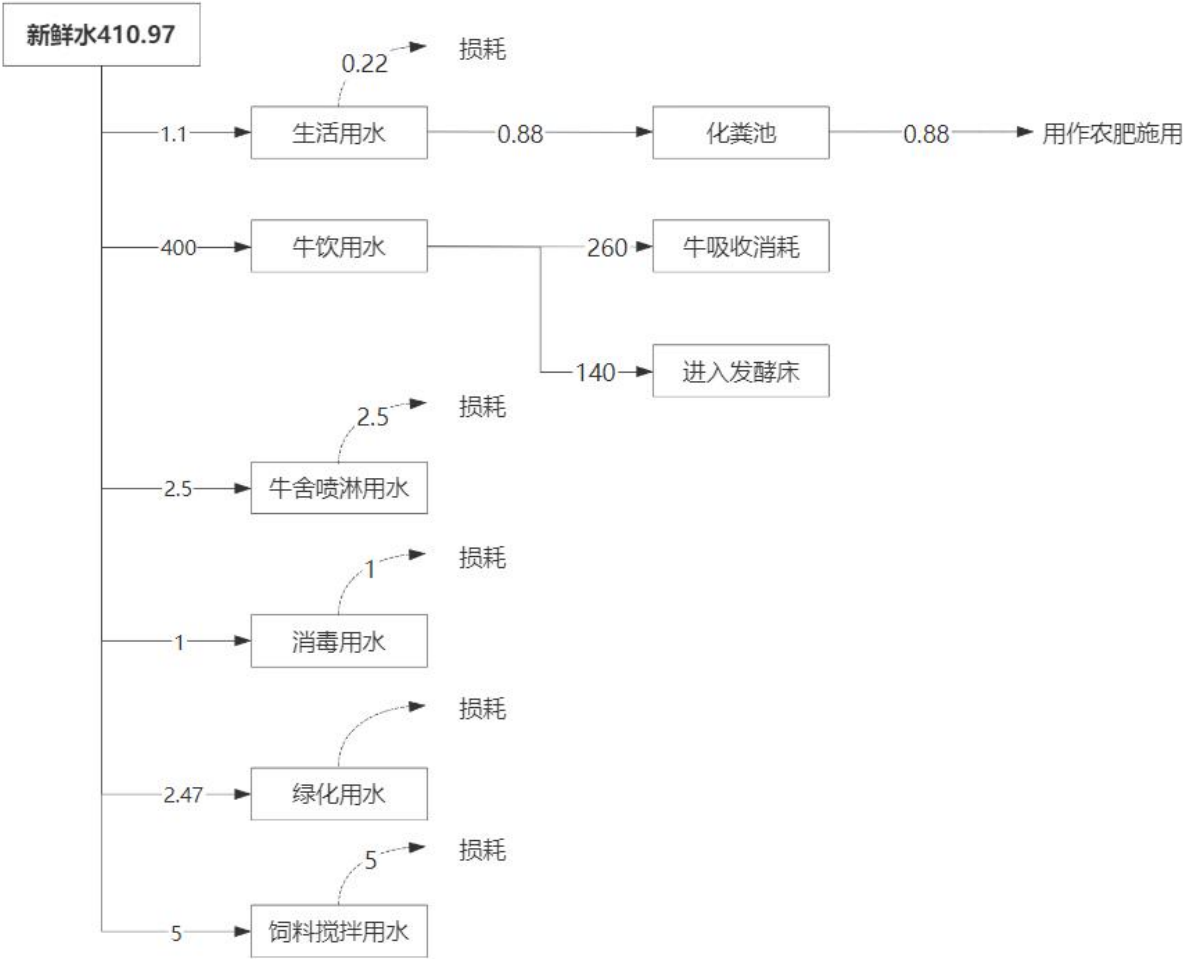 新鲜水410.97
0.22
损耗
1.1
生活用水
0.88
化粪池
0.88
用作农肥施用
400
牛饮用水
260
牛吸收消耗
140
进入发酵床
2.5
损耗
2.5
牛舍喷淋用水
1
损耗
1
消毒用水
损耗
2.47
绿化用水
5
损耗
5
饲料搅拌用水